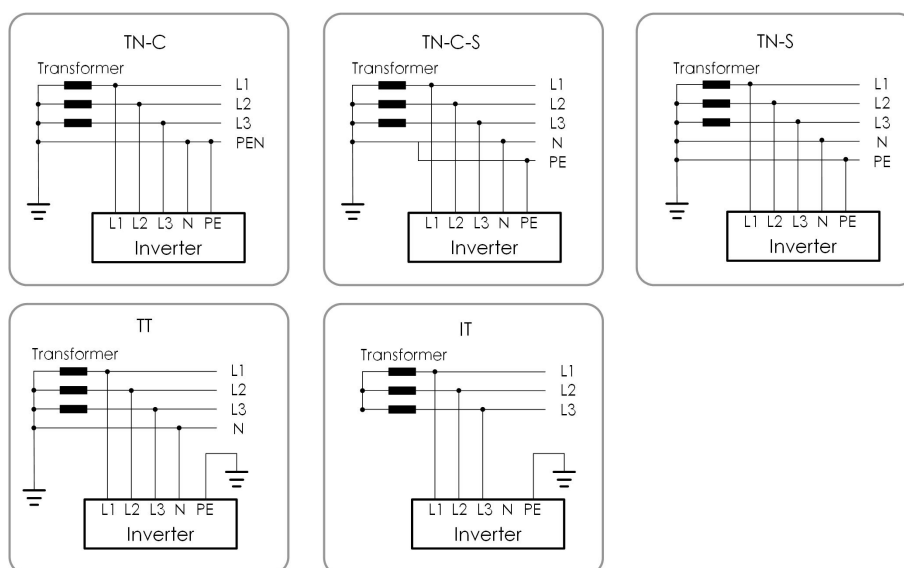 TN-C
Transformer
L1
L2
L3
PEN
L1 L2 L3 N PE
Inverter
TN-C-S
Transformer
L1
L2
L3
N
PE
L1 L2 L3 N PE
Inverter
TN-S
Transformer
L1
L2
L3
N
PE
L1 L2 L3 N PE
Inverter
TT
Transformer
L1
L2
L3
N
L1 L2 L3 N PE
Inverter
IT
Transformer
L1
L2
L3
L1 L2 L3 N PE
Inverter